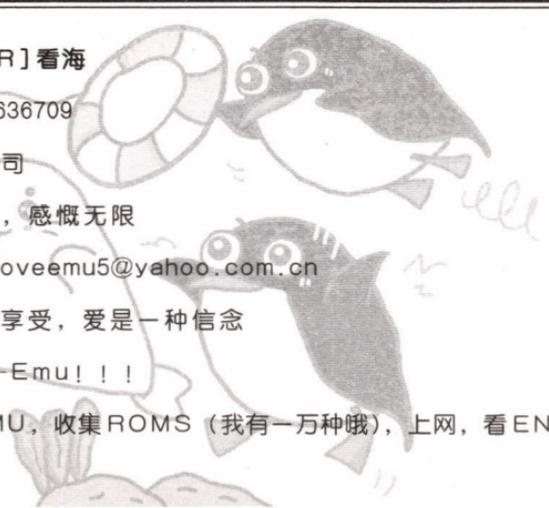 R]看海
636709
司
，感慨无限
oveemu5@yahoo.com.cn
享受，爱是一种信念
-Emu！！！
MU，收集ROMS（我有一万种哦），上网，看EN